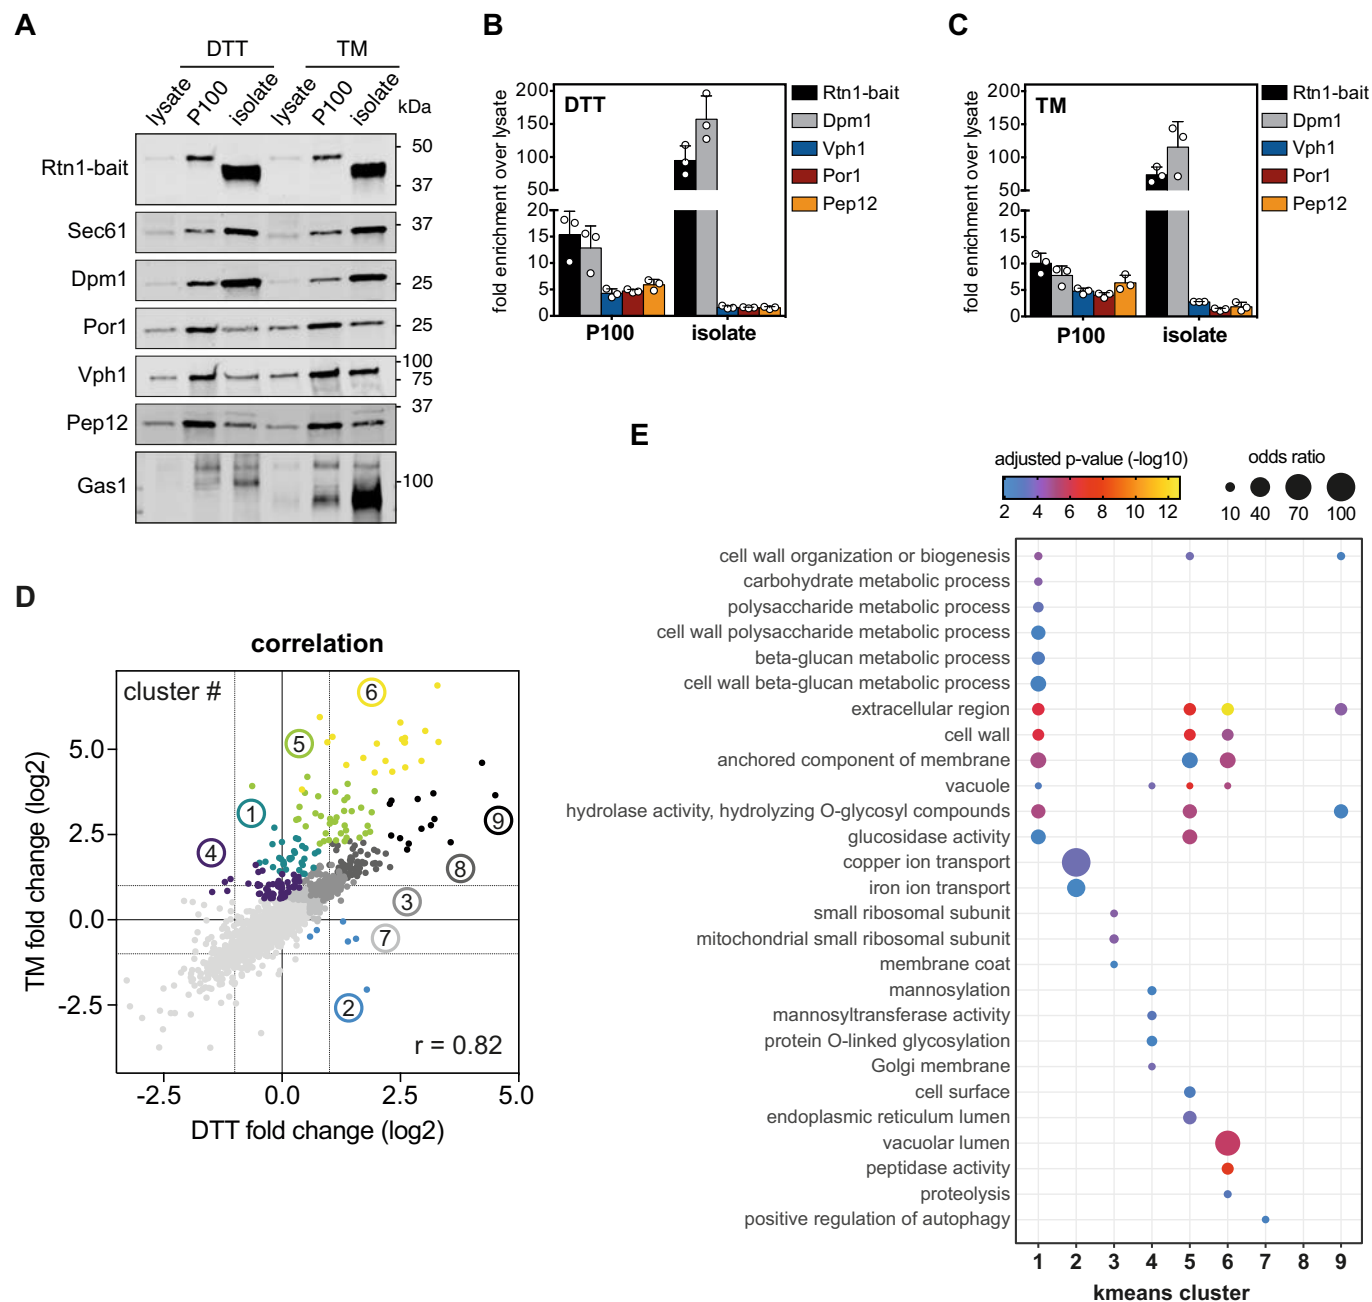 A
DTT TM
lysate P100 isolate lysate P100 isolate
kDa
Rtn1-bait
50
37
Sec61
37
Dpm1
25
Por1
25
Vph1
100
75
Pep12
37
Gas1
100
B
fold enrichment over lysate
200
150
100
50
20
15
10
5
0
DTT
P100 isolate
Rtn1-bait
Dpm1
Vph1
Por1
Pep12
C
fold enrichment over lysate
200
150
100
50
20
15
10
5
0
TM
P100 isolate
Rtn1-bait
Dpm1
Vph1
Por1
Pep12
D
correlation
cluster #
TM fold change (log2)
5.0
2.5
0.0
-2.5
6
5
1
4
9
8
3
7
2
r = 0.82
-2.5 0.0 2.5 5.0
DTT fold change (log2)
E
adjusted p-value (-log10)
2 4 6 8 10 12
odds ratio
10 40 70 100
cell wall organization or biogenesis
carbohydrate metabolic process
polysaccharide metabolic process
cell wall polysaccharide metabolic process
beta-glucan metabolic process
cell wall beta-glucan metabolic process
extracellular region
cell wall
anchored component of membrane
vacuole
hydrolase activity, hydrolyzing O-glycosyl compounds
glucosidase activity
copper ion transport
iron ion transport
small ribosomal subunit
mitochondrial small ribosomal subunit
membrane coat
mannosylation
mannosyltransferase activity
protein O-linked glycosylation
Golgi membrane
cell surface
endoplasmic reticulum lumen
vacuolar lumen
peptidase activity
proteolysis
positive regulation of autophagy
1 2 3 4 5 6 7 8 9
kmeans cluster